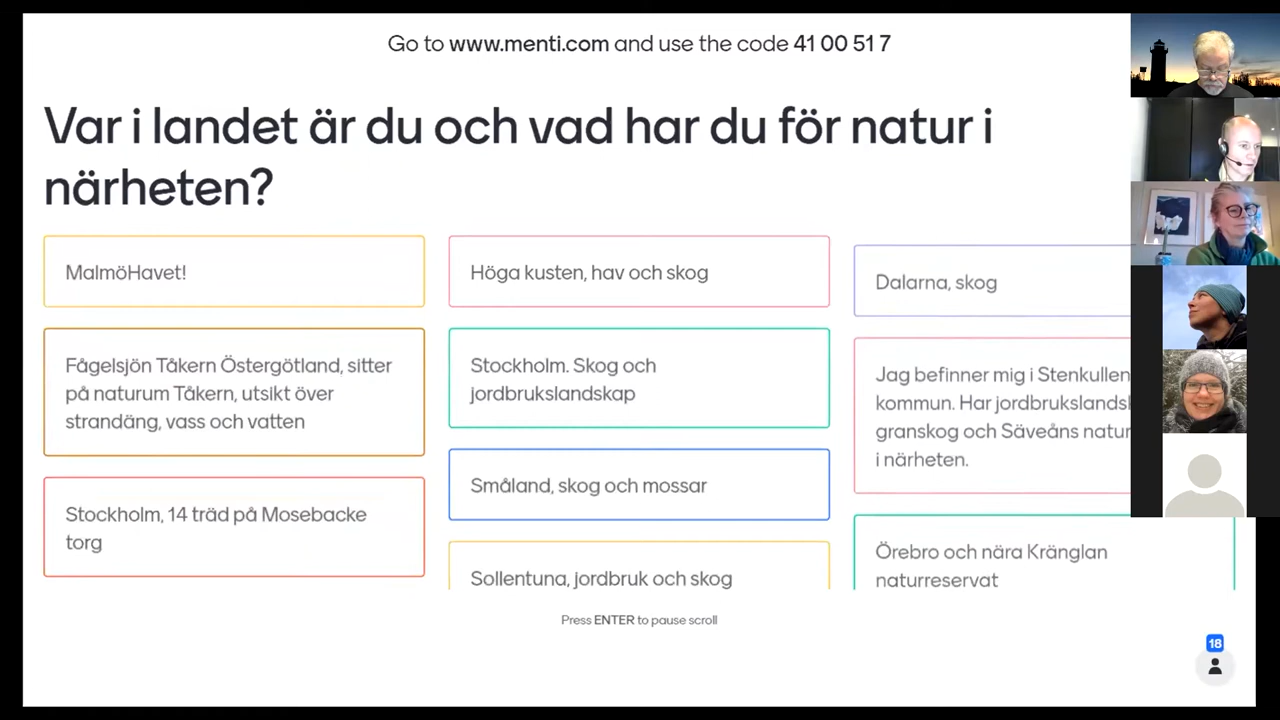 Go to www.menti.com and use the code 41 00 51 7
Var i landet är du och vad har du för natur i
närheten?
MalmöHavet!
Fågelsjön Tåkern Östergötland, sitter
på naturum Tåkern, utsikt över
strandäng, vass och vatten
Stockholm, 14 träd på Mosebacke
torg
Höga kusten, hav och skog
Stockholm. Skog och
jordbrukslandskap
Småland, skog och mossar
Sollentuna, jordbruk och skog
Dalarna, skog
Jag befinner mig i Stenkullen
kommun. Har
granskog och Säveåns
i närheten.
Örebro och nära Kränglan
naturreservat
Press ENTER to pause scroll
18